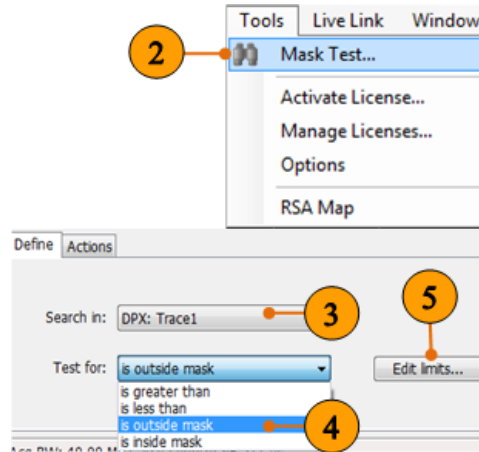 Tools Live Link Window
2 Mask Test...
Activate License...
Manage Licenses...
Options
RSA Map
Define Actions
5
Search in: DPX: Trace1 3
Test for: is outside mask Edit limits...
is greater than
is less than
is outside mask 4
is inside mask